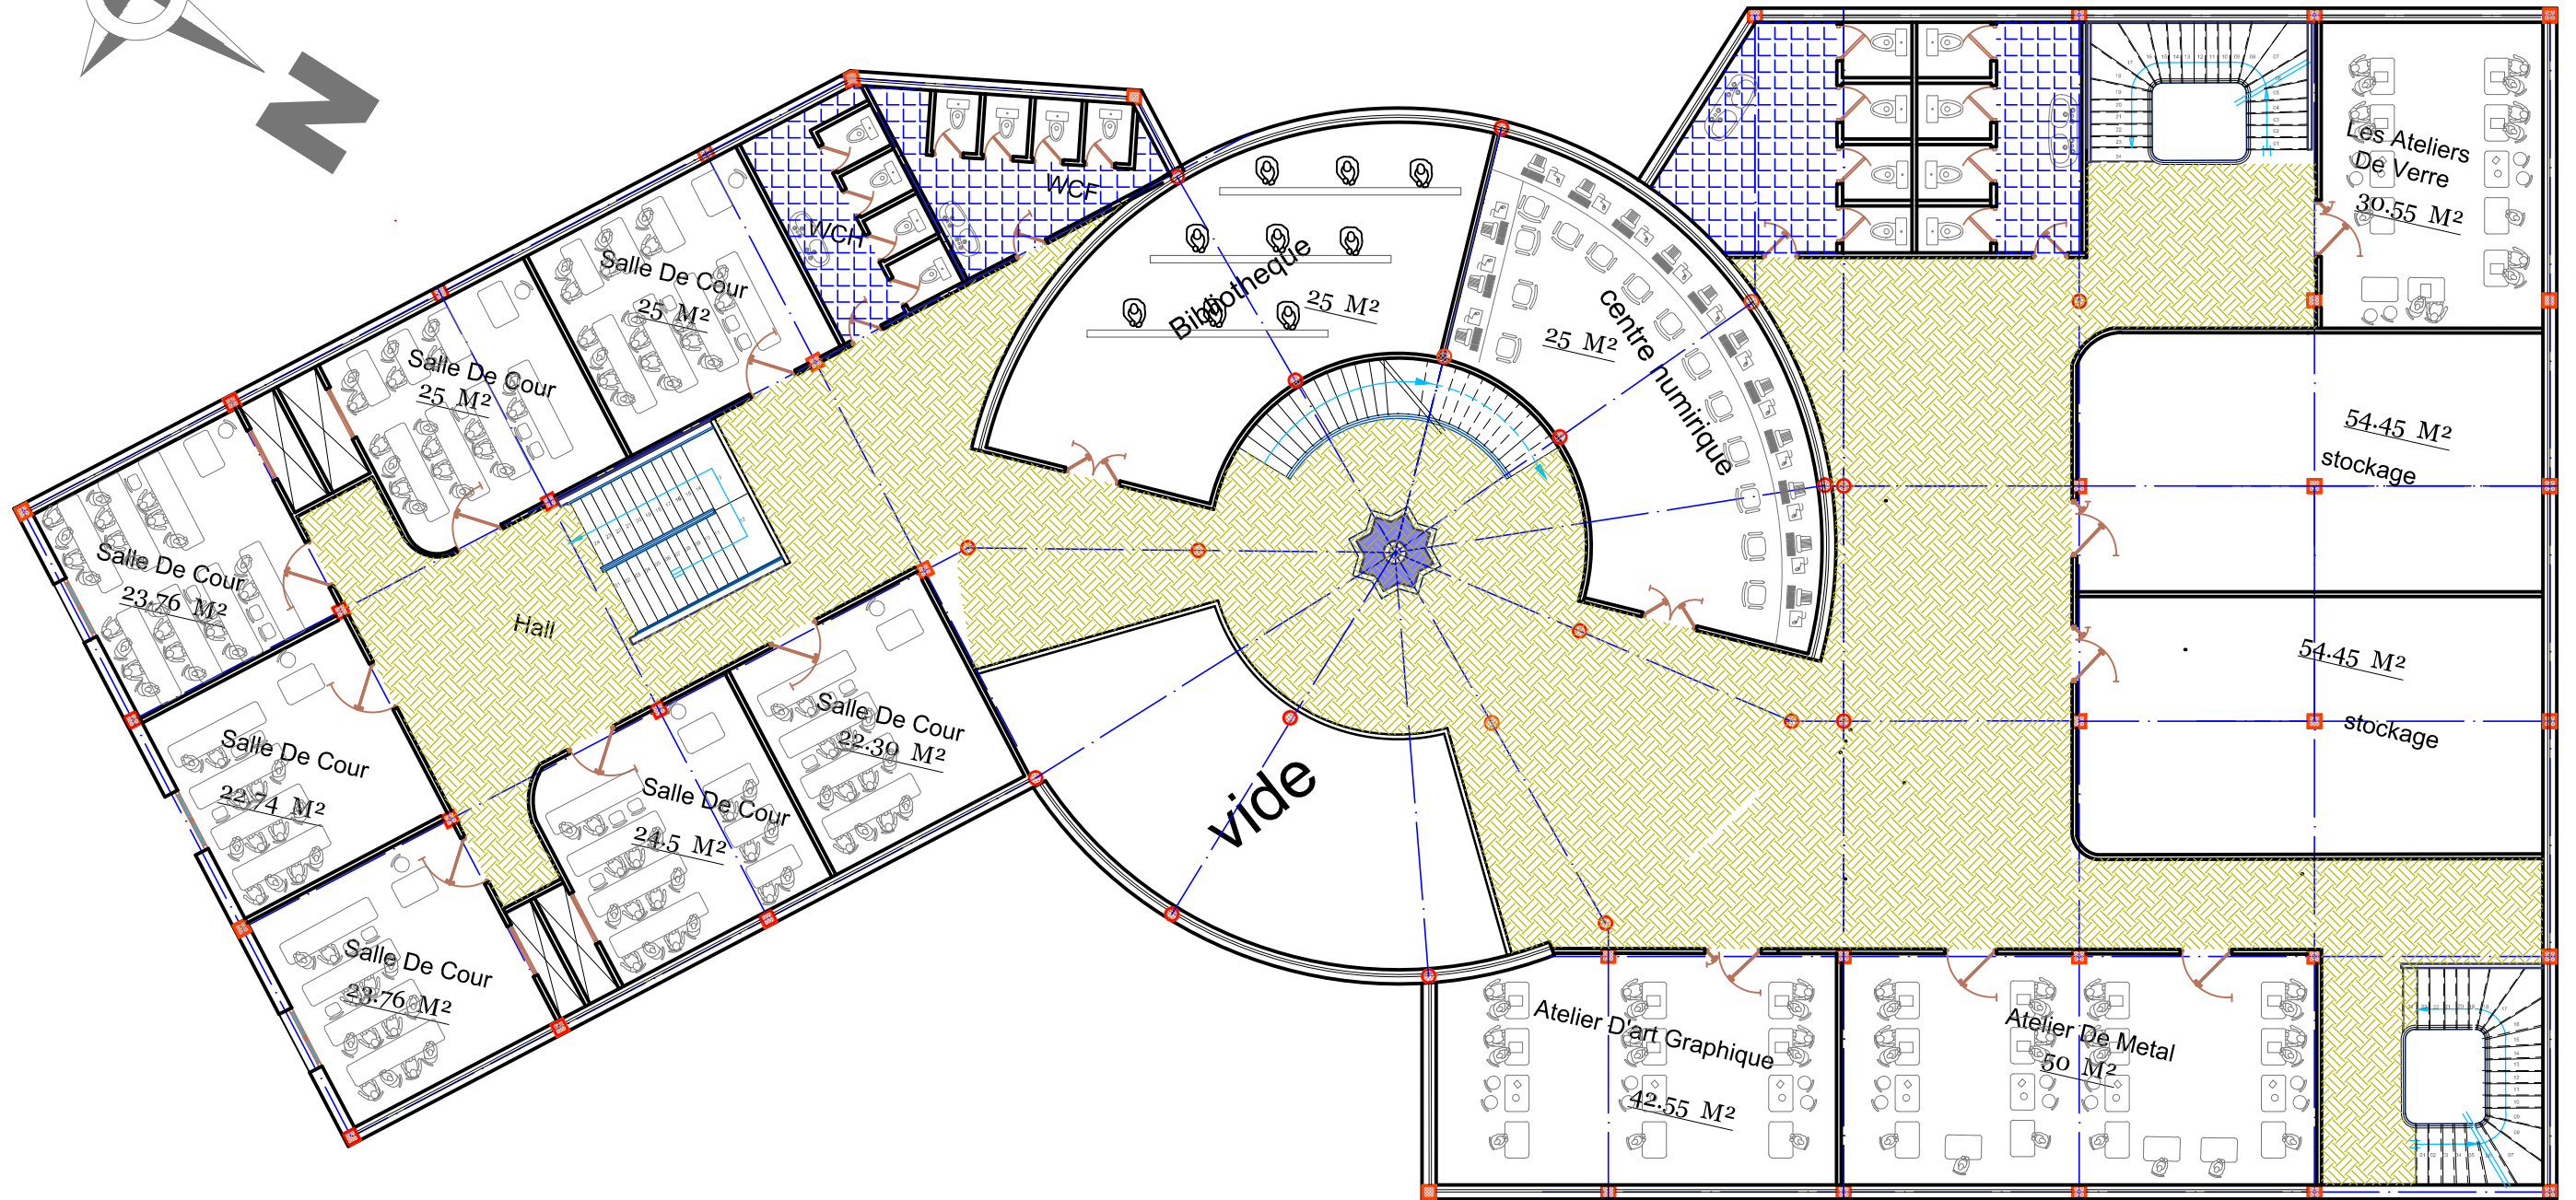 N
WCH
WCF
Salle De Cour
25 M²
Salle De Cour
25 M²
Salle De Cour
23.76 M²
Salle De Cour
22.74 M²
Salle De Cour
23.76 M²
Salle De Cour
24.5 M²
Salle De Cour
22.30 M²
Hall
Bibliotheque
25 M²
centre numirique
25 M²
vide
Les Ateliers
De Verre
30.55 M²
54.45 M²
stockage
54.45 M²
stockage
Atelier D'art Graphique
42.55 M²
Atelier De Metal
50 M²